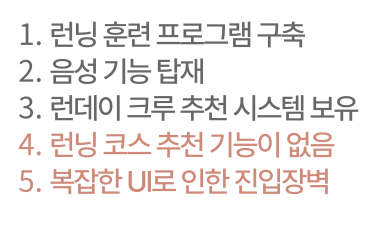 1. 런닝 훈련 프로그램 구축
2. 음성 기능 탑재
3. 런데이 크루 추천 시스템 보유
4. 런닝 코스 추천 기능이 없음
5. 복잡한 UI로 인한 진입장벽